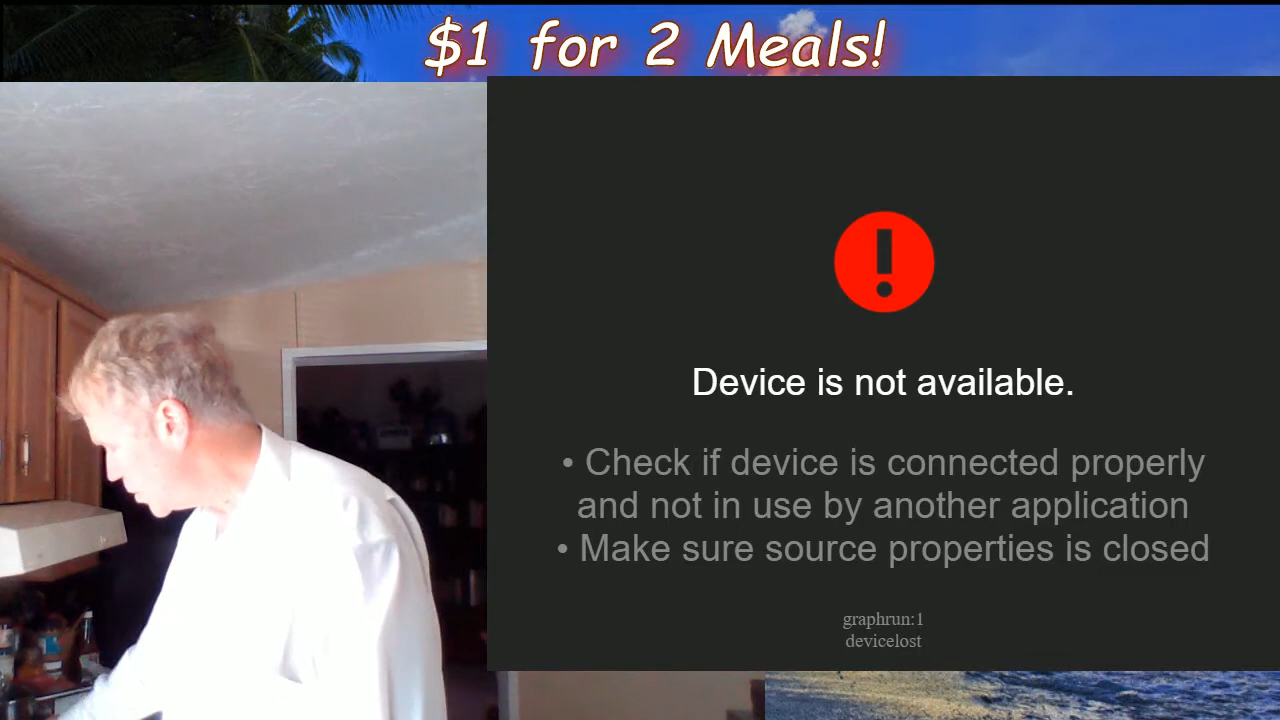 $1 for 2 Meals!
Device is not available.
• Check if device is connected properly
and not in use by another application
• Make sure source properties is closed
graphrun:1
devicelost